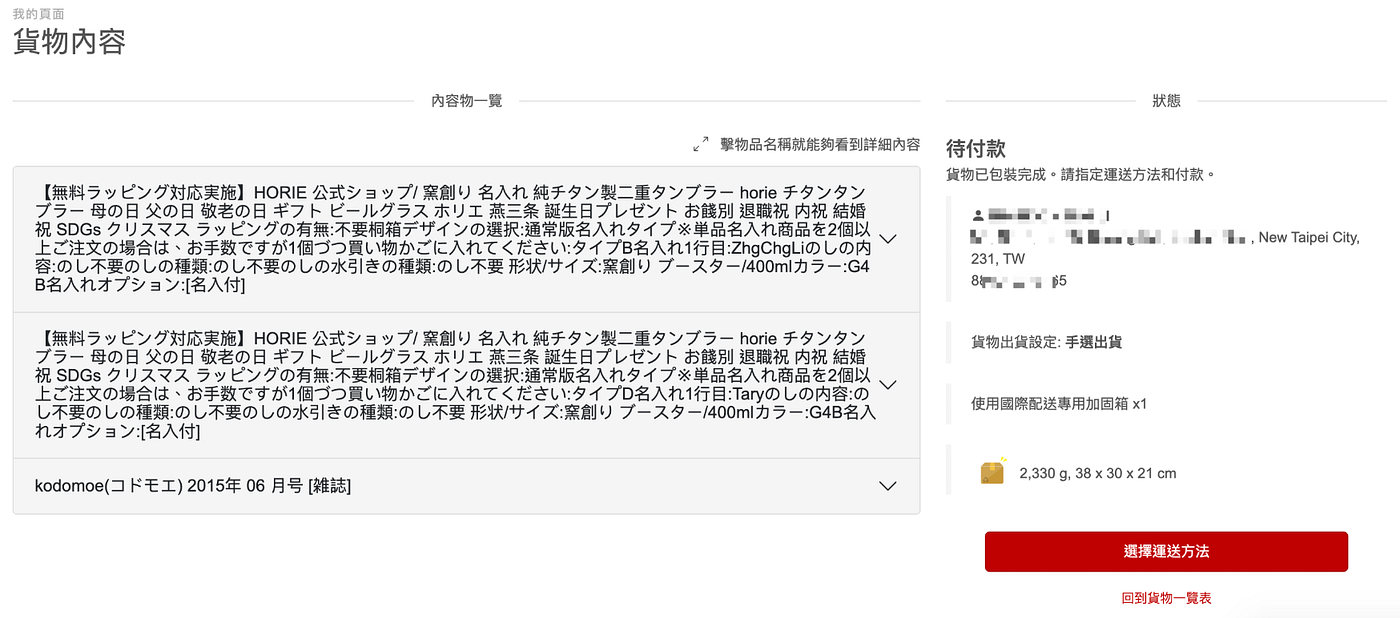 我的頁面
貨物內容
內容物一覽
擊物品名稱就能夠看到詳細內容
【無料ラッピング対応実施】HORIE 公式ショップ/ 窯創り 名入れ 純チタン製二重タンブラー horie チタンタン
ブラー 母の日 父の日 敬老の日 ギフト ビールグラス ホリエ 燕三条 誕生日プレゼント お餞別 退職祝 内祝 結婚
祝 SDGs クリスマス ラッピングの有無:不要桐箱デザインの選択:通常版名入れタイプ※単品名入れ商品を2個以
上ご注文の場合は、お手数ですが1個づつ買い物かごに入れてください:タイプB名入れ1行目:ZhgChgLiのしの内
容:のし不要のしの種類:のし不要のしの水引きの種類:のし不要 形状/サイズ:窯創り ブースター/400mlカラー:G4
B名入れオプション:[名入付]
【無料ラッピング対応実施】HORIE 公式ショップ/ 窯創り 名入れ 純チタン製二重タンブラー horie チタンタン
ブラー 母の日 父の日 敬老の日 ギフト ビールグラス ホリエ 燕三条 誕生日プレゼント お餞別 退職祝 内祝 結婚
祝 SDGs クリスマス ラッピングの有無:不要桐箱デザインの選択:通常版名入れタイプ※単品名入れ商品を2個以
上ご注文の場合は、お手数ですが1個づつ買い物かごに入れてください:タイプD名入れ1行目:Taryのしの内容:の
し不要のしの種類:のし不要のしの水引きの種類:のし不要 形状/サイズ:窯創り ブースター/400mlカラー:G4B名入
れオプション:[名入付]
kodomoe(コドモエ) 2015年 06 月号 [雑誌]
狀態
待付款
貨物已包裝完成。請指定運送方法和付款。
, New Taipei City,
231, TW
貨物出貨設定: 手選出貨
使用國際配送專用加固箱 x1
2,330 g, 38 x 30 x 21 cm
選擇運送方法
回到貨物一覽表